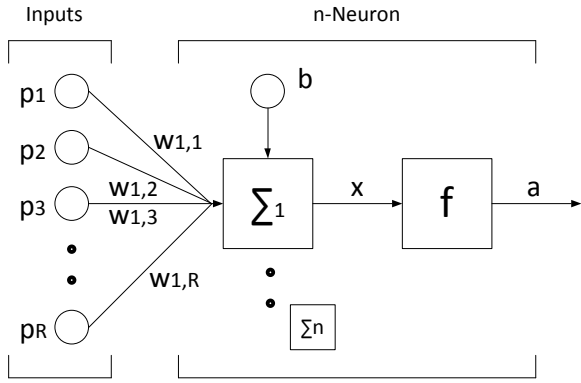 Inputs
n-Neuron
p1
b
w1,1
p2
w1,2
p3
w1,3
∑1
x
f
a
w1,R
∑n
pR